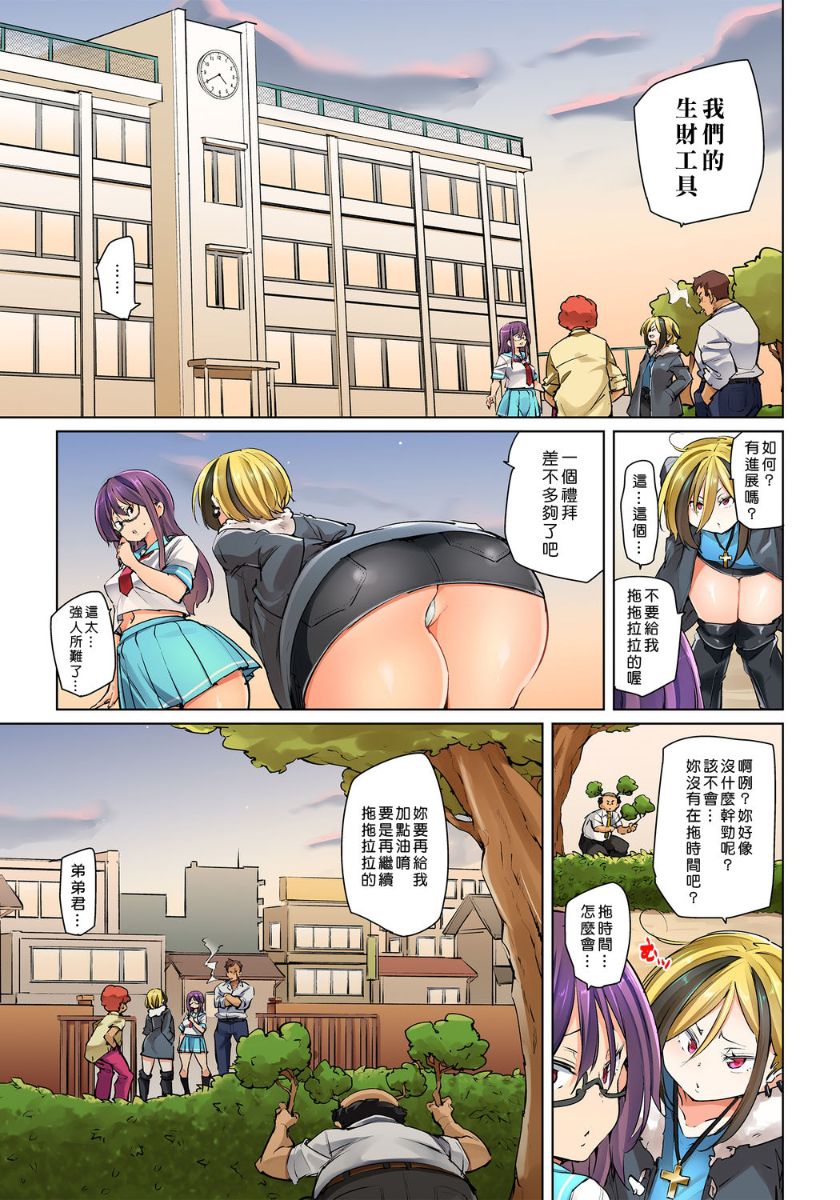 我們的
生財工具
……
如何？
有進展嗎？
這…這個…
不要給我
拖拖拉拉的喔
一個禮拜
差不多夠了吧
這太…
強人所難了…
啊咧？妳好像
沒什麼幹勁呢？
該不會…
妳沒有在拖時間吧？
む〜ッ
拖時間…
怎麼會…
妳要再給我
加點油唷
要是再繼續
拖拖拉拉的
弟弟君…